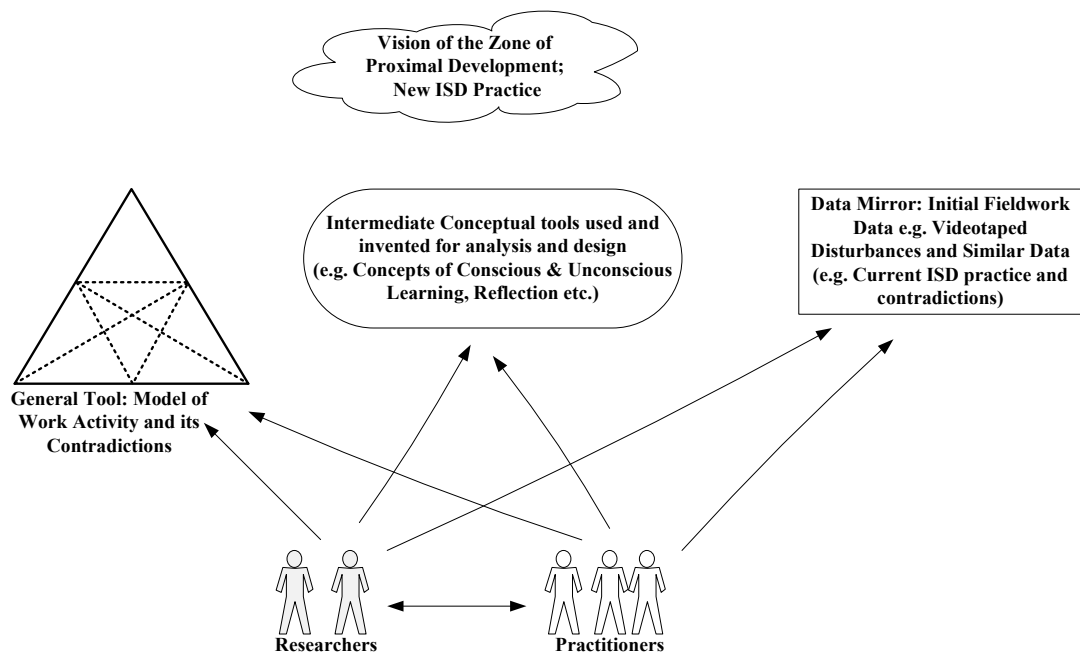 Vision of the Zone of
Proximal Development;
New ISD Practice
Intermediate Conceptual tools used and
invented for analysis and design
(e.g. Concepts of Conscious & Unconscious
Learning, Reflection etc.)
Data Mirror: Initial Fieldwork
Data e.g. Videotaped
Disturbances and Similar Data
(e.g. Current ISD practice and
contradictions)
General Tool: Model of
Work Activity and its
Contradictions
Researchers
Practitioners